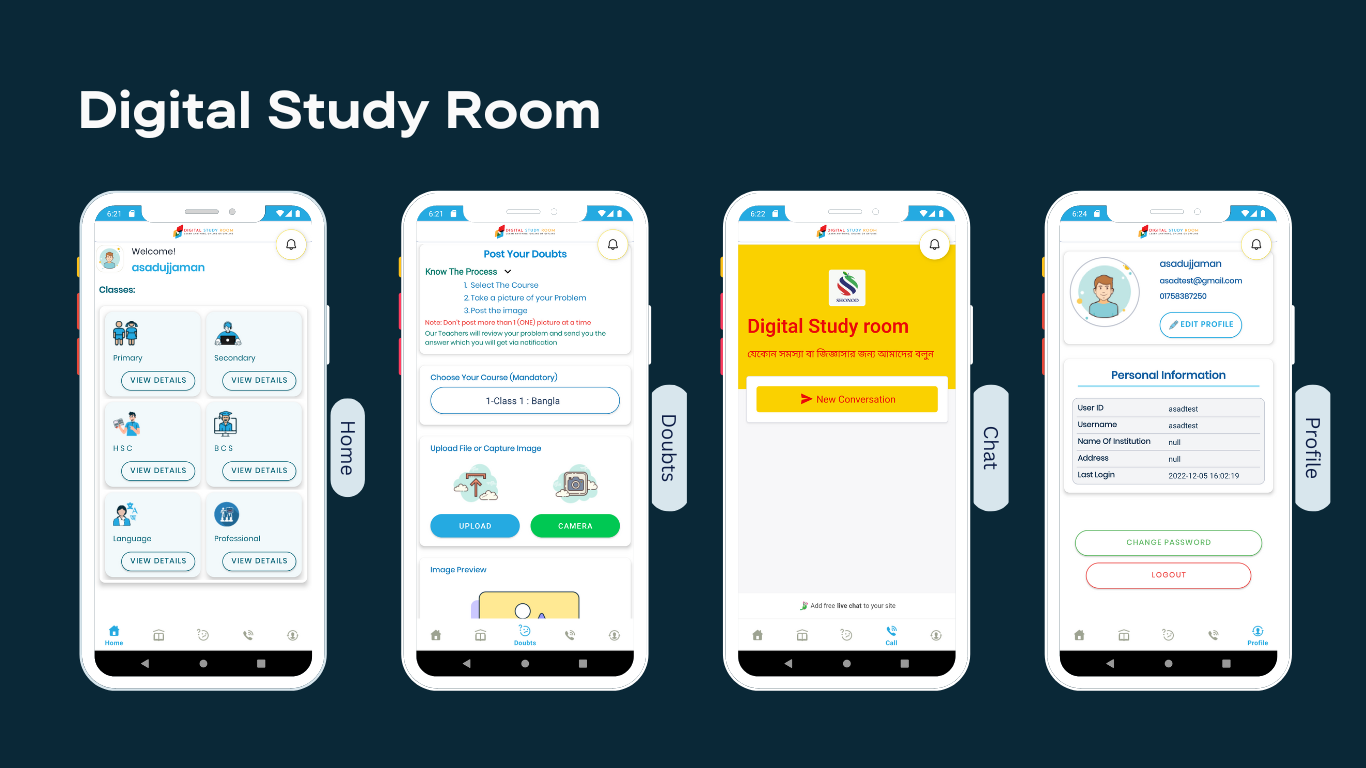 Digital Study Room
6:21
DIGITAL STUDY ROOM
Welcome!
asadujjaman
Classes:
Primary
VIEW DETAILS
Secondary
VIEW DETAILS
H S C
VIEW DETAILS
B C S
VIEW DETAILS
Language
VIEW DETAILS
Professional
VIEW DETAILS
Home
Home
6:21
DIGITAL STUDY ROOM
Post Your Doubts
Know The Process
1. Select The Course
2.Take a picture of your Problem
3.Post the image
Note: Don't post more than 1 (ONE) picture at a time.
Our Teachers will review your problem and send you the
answer which you will get via notification
Choose Your Course (Mandatory)
1-Class 1 : Bangla
Upload File or Capture Image
UPLOAD
CAMERA
Image Preview
Doubts
Doubts
6:22
DIGITAL STUDY ROOM
SHONOD
Digital Study room
যেকোন সমস্যা বা জিজ্ঞাসার জন্য আমাদের বলুন
New Conversation
Add free live chat to your site
Call
Chat
6:24
DIGITAL STUDY ROOM
asadujjaman
asadtest@gmail.com
01758387250
EDIT PROFILE
Personal Information
User ID asadtest
Username asadtest
Name Of Institution null
Address null
Last Login 2022-12-05 16:02:19
CHANGE PASSWORD
LOGOUT
Profile
Profile